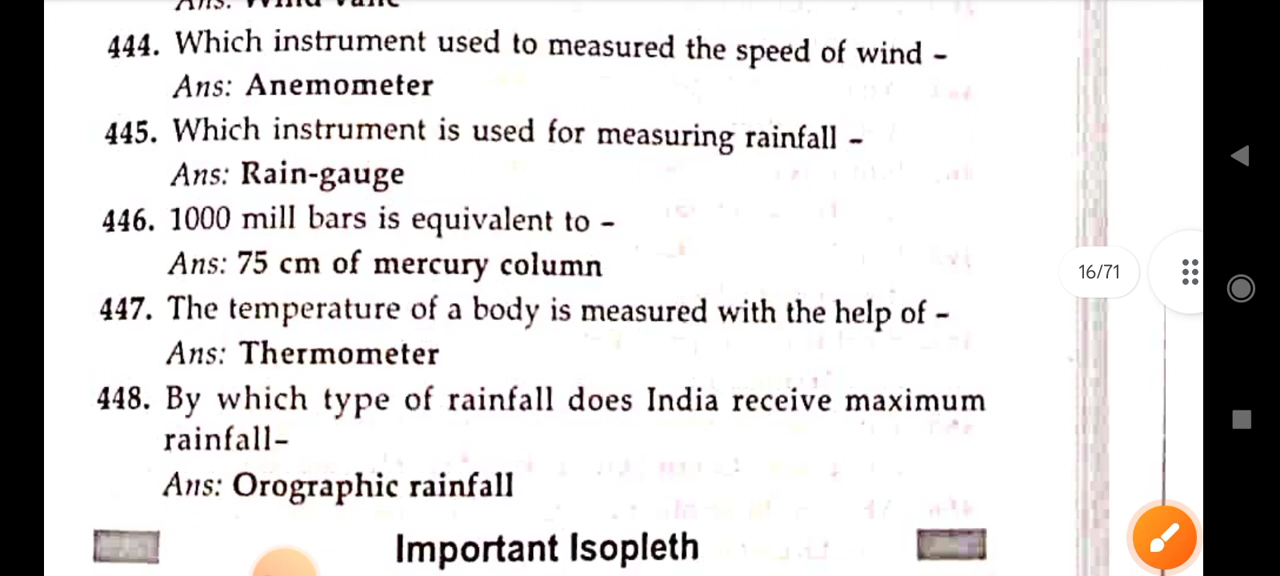 444. Which instrument used to measured the speed of wind –
Ans: Anemometer
445. Which instrument is used for measuring rainfall –
Ans: Rain-gauge
446. 1000 mill bars is equivalent to –
Ans: 75 cm of mercury column
16/71
447. The temperature of a body is measured with the help of –
Ans: Thermometer
448. By which type of rainfall does India receive maximum
rainfall–
Ans: Orographic rainfall
Important Isopleth